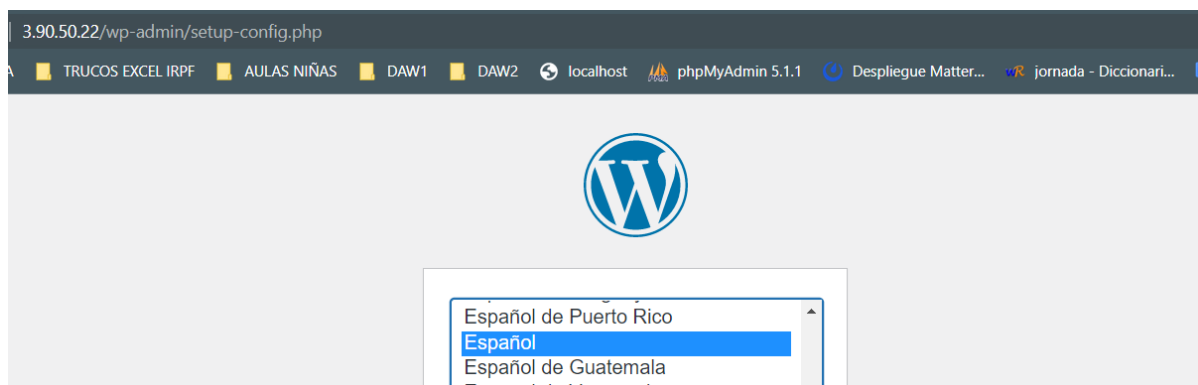 3.90.50.22/wp-admin/setup-config.php
TRUCOS EXCEL IRPF AULAS NIÑAS DAW1 DAW2 localhost phpMyAdmin 5.1.1 Despliegue Matter... jornada - Diccionari...
Español de Puerto Rico
Español
Español de Guatemala